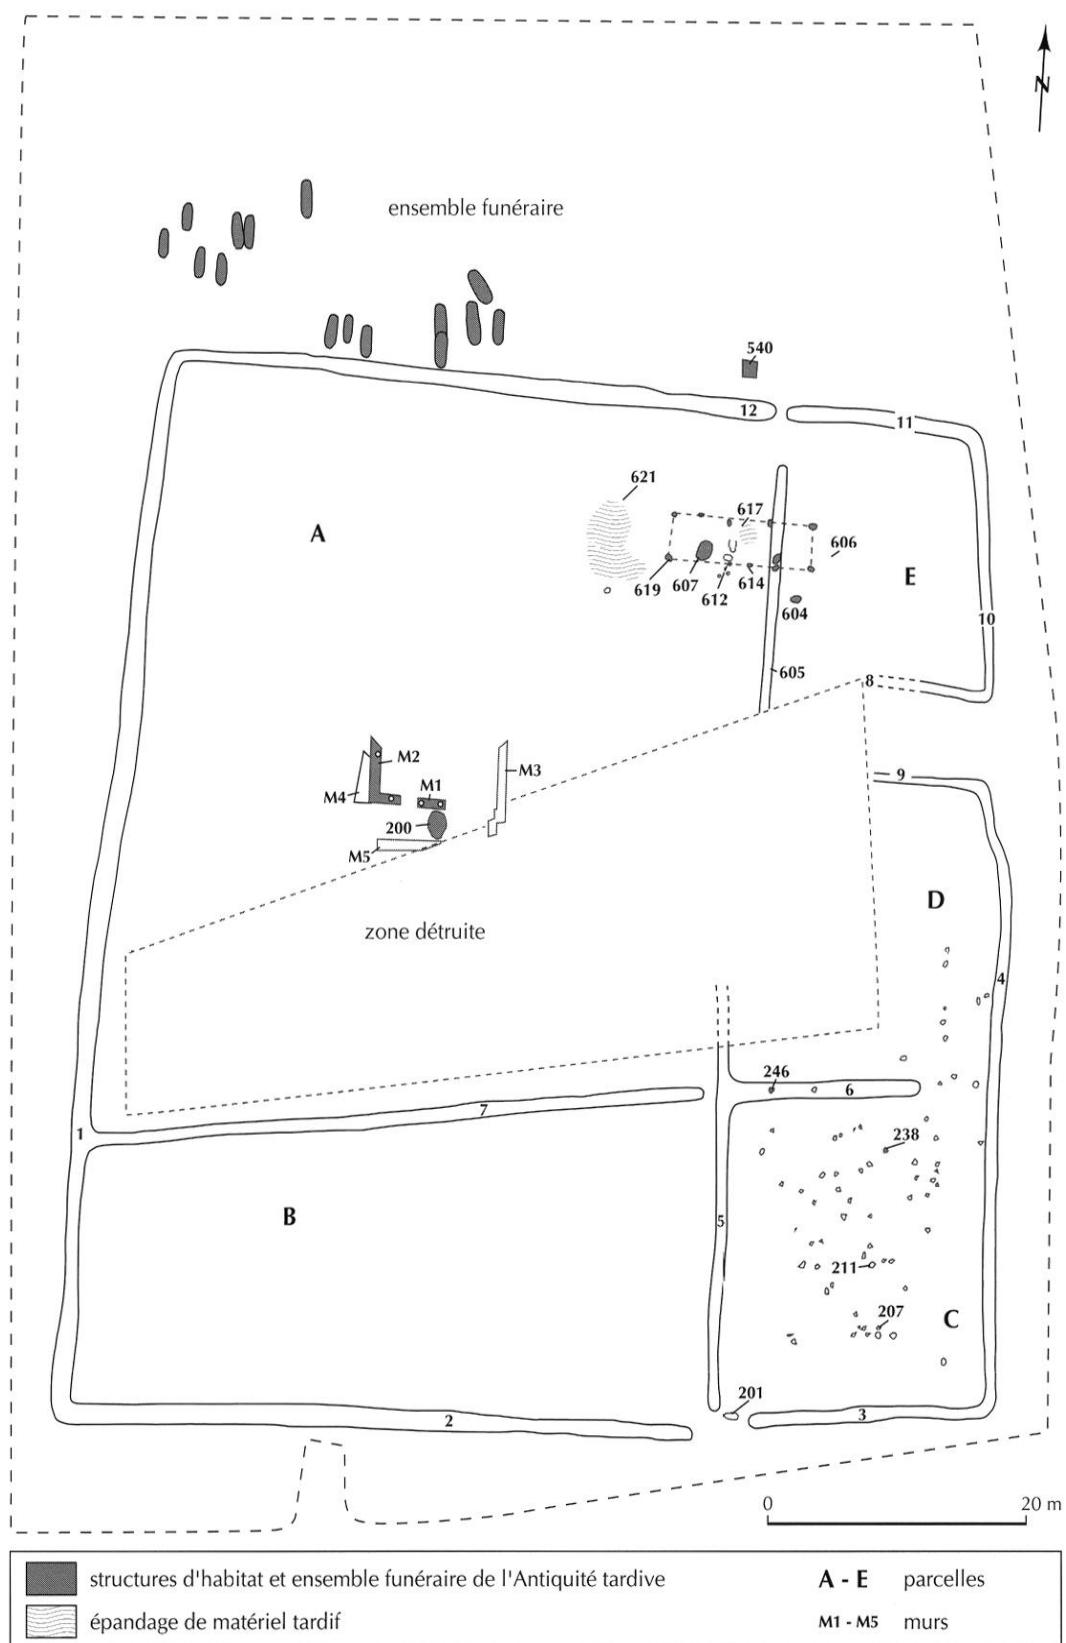 N
ensemble funéraire
540
12
11
621
A
617
606
E
619
607
612
614
604
10
605
8
M2
M3
9
M1
M4
200
M5
D
zone détruite
4
246
6
7
1
238
B
5
211
207
C
201
2
3
0 20 m
structures d'habitat et ensemble funéraire de l'Antiquité tardive
A - E parcelles
épandage de matériel tardif
M1 - M5 murs